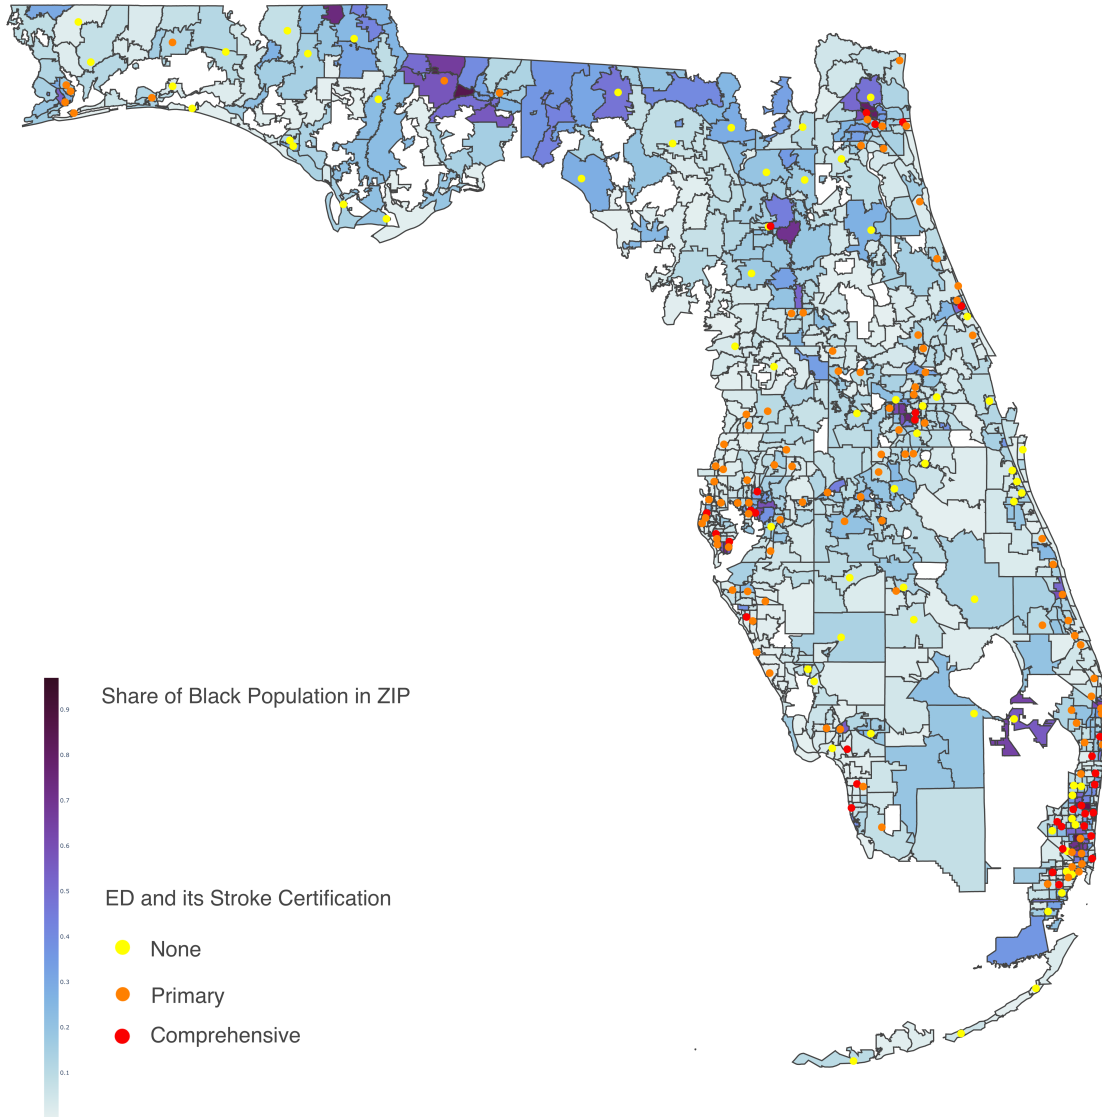 Share of Black Population in ZIP
0.9
0.8
0.7
0.6
0.5
0.4
0.3
0.2
0.1
ED and its Stroke Certification
None
Primary
Comprehensive